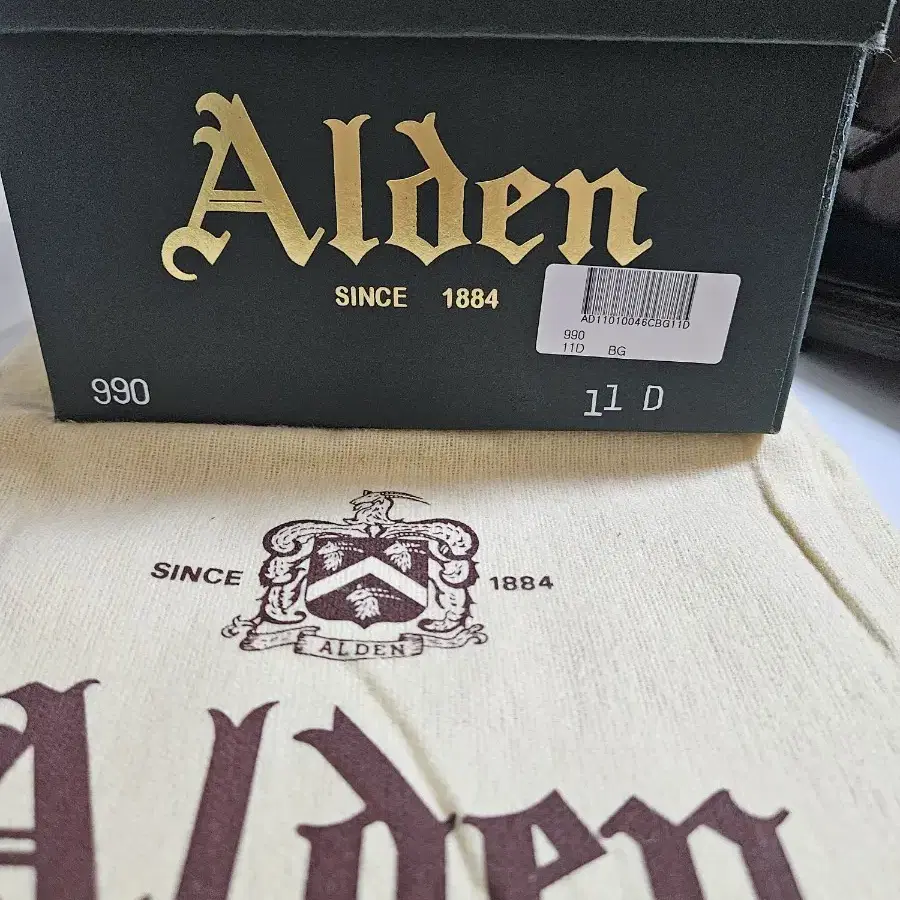 Alden
SINCE 1884
AD11010046CBG11D
990
11D BG
990
11 D
SINCE 1884
ALDEN
Alden